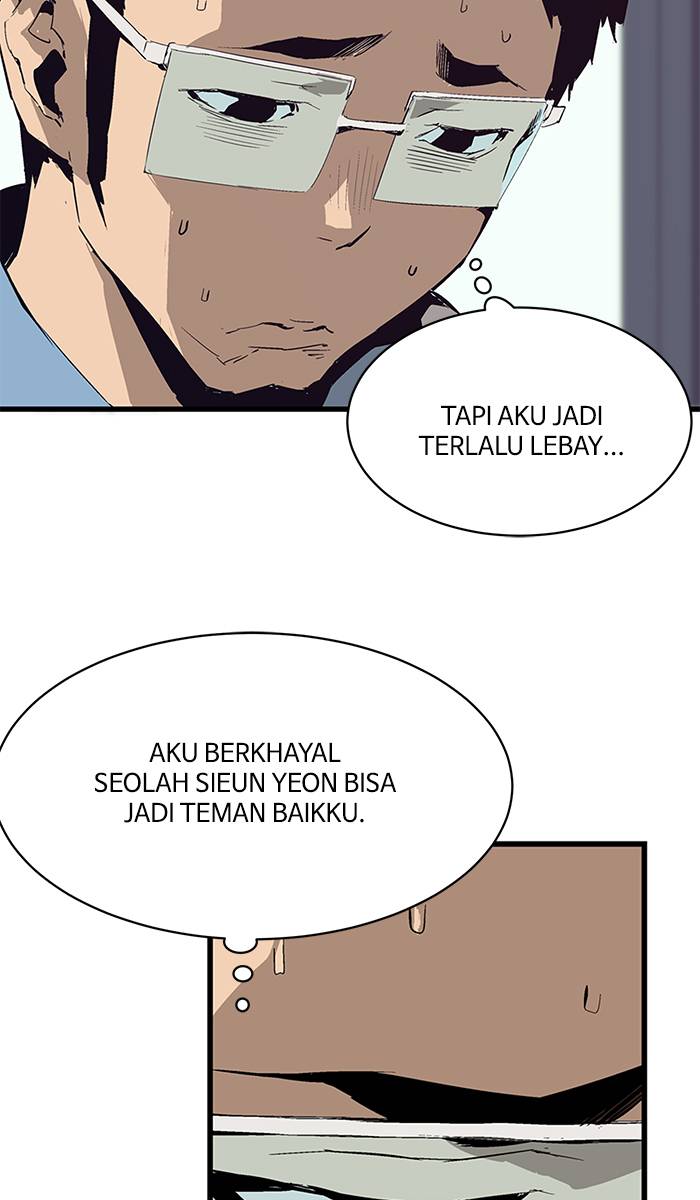 TAPI AKU JADI
TERLALU LEBAY...
AKU BERKHAYAL
SEOLAH SIEUN YEON BISA
JADI TEMAN BAIKKU.